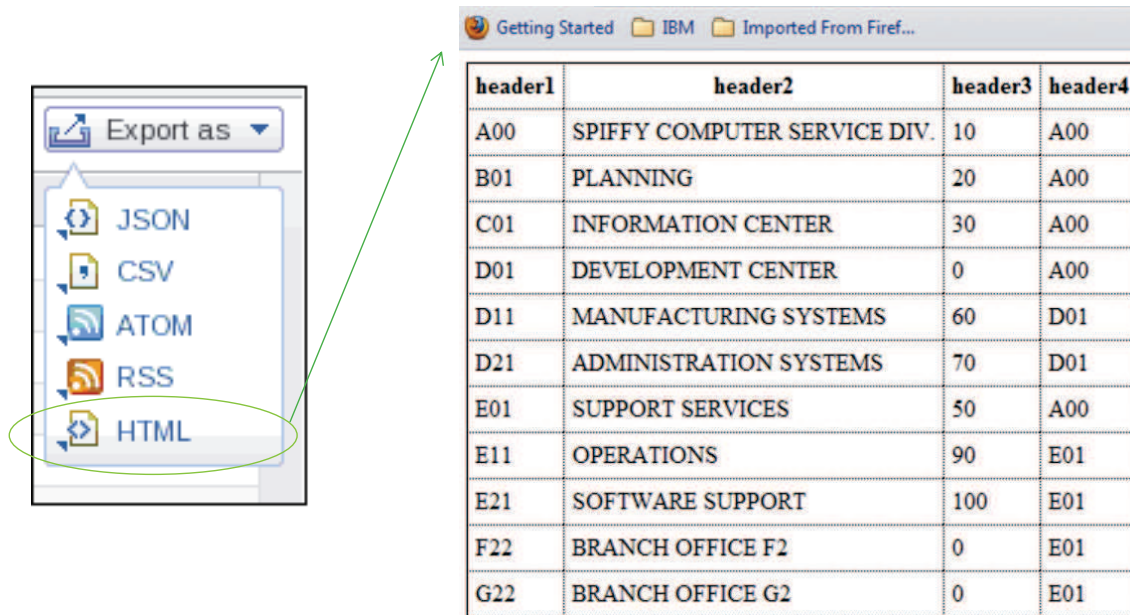 Getting Started IBM Imported From Firef...
Export as
JSON
CSV
ATOM
RSS
HTML
header1 header2 header3 header4
A00 SPIFFY COMPUTER SERVICE DIV. 10 A00
B01 PLANNING 20 A00
C01 INFORMATION CENTER 30 A00
D01 DEVELOPMENT CENTER 0 A00
D11 MANUFACTURING SYSTEMS 60 D01
D21 ADMINISTRATION SYSTEMS 70 D01
E01 SUPPORT SERVICES 50 A00
E11 OPERATIONS 90 E01
E21 SOFTWARE SUPPORT 100 E01
F22 BRANCH OFFICE F2 0 E01
G22 BRANCH OFFICE G2 0 E01